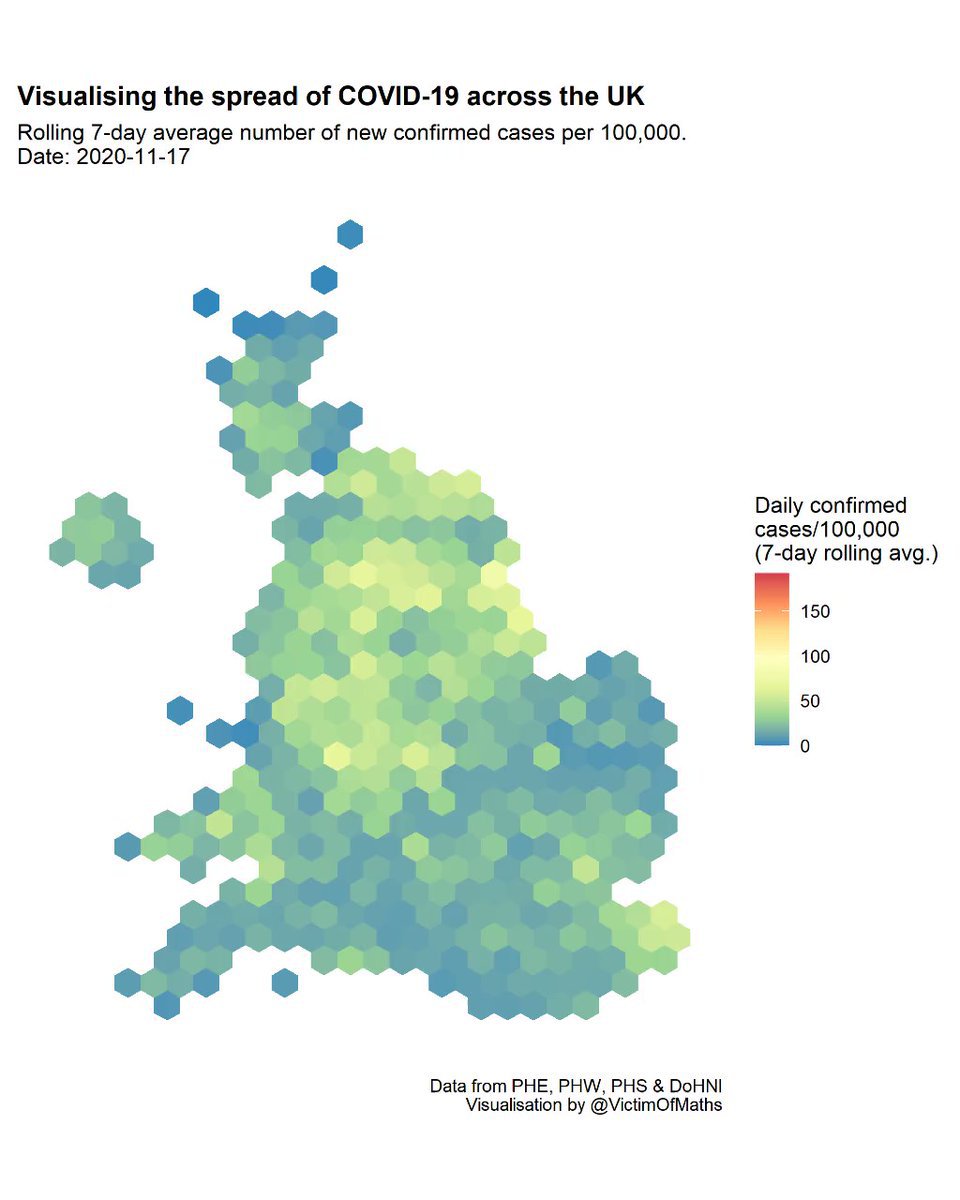 Visualising the spread of COVID-19 across the UK
Rolling 7-day average number of new confirmed cases per 100,000.
Date: 2020-11-17
Daily confirmed
cases/100,000
(7-day rolling avg.)
150
100
50
0
Data from PHE, PHW, PHS & DoHNI
Visualisation by @VictimOfMaths